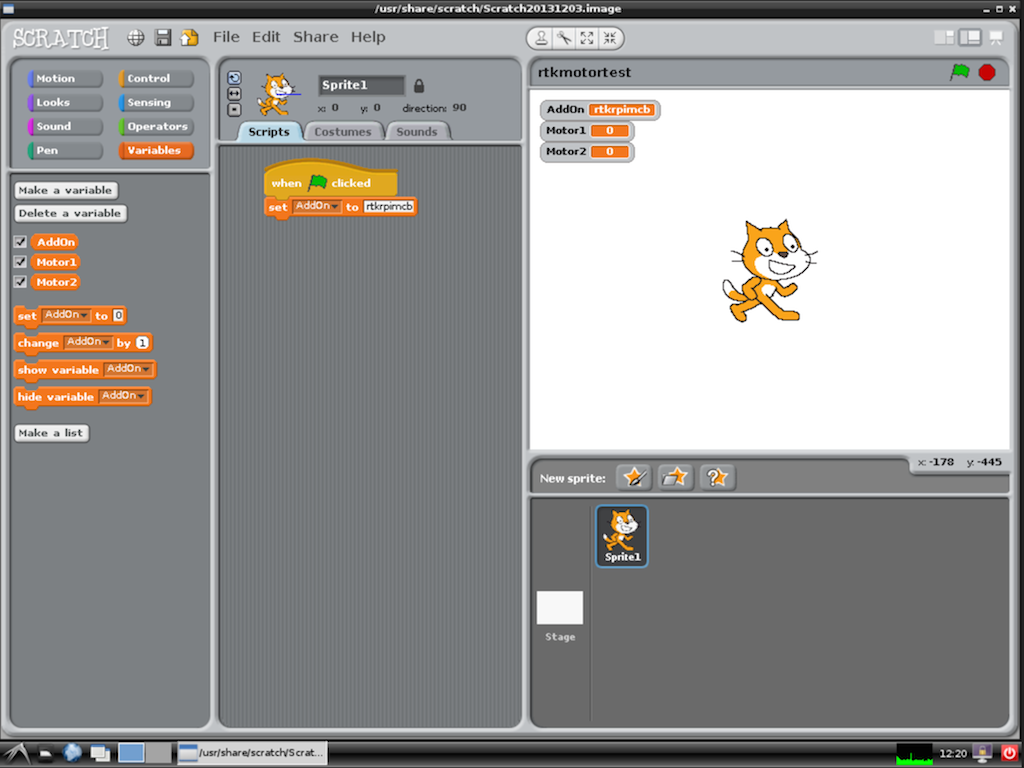 /usr/share/scratch/Scratch20131203.image
SCRATCH File Edit Share Help
Motion Control
Looks Sensing
Sound Operators
Pen Variables
Make a variable
Delete a variable
AddOn
Motor1
Motor2
set AddOn to 0
change AddOn by 1
show variable AddOn
hide variable AddOn
Make a list
Sprite1
x: 0 y: 0 direction: 90
Scripts Costumes Sounds
when clicked
set AddOn to rtkrpimcb
rtkmotortest
AddOn rtkrpimcb
Motor1 0
Motor2 0
x: -178 y: -445
New sprite:
Sprite1
Stage
/usr/share/scratch/Scrat...
12:20